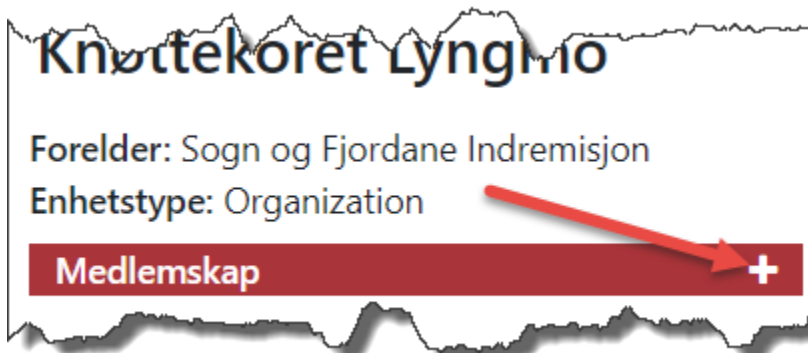 Knøttekoret Lyngmo
Forelder: Sogn og Fjordane Indremisjon
Enhetstype: Organization
Medlemskap +